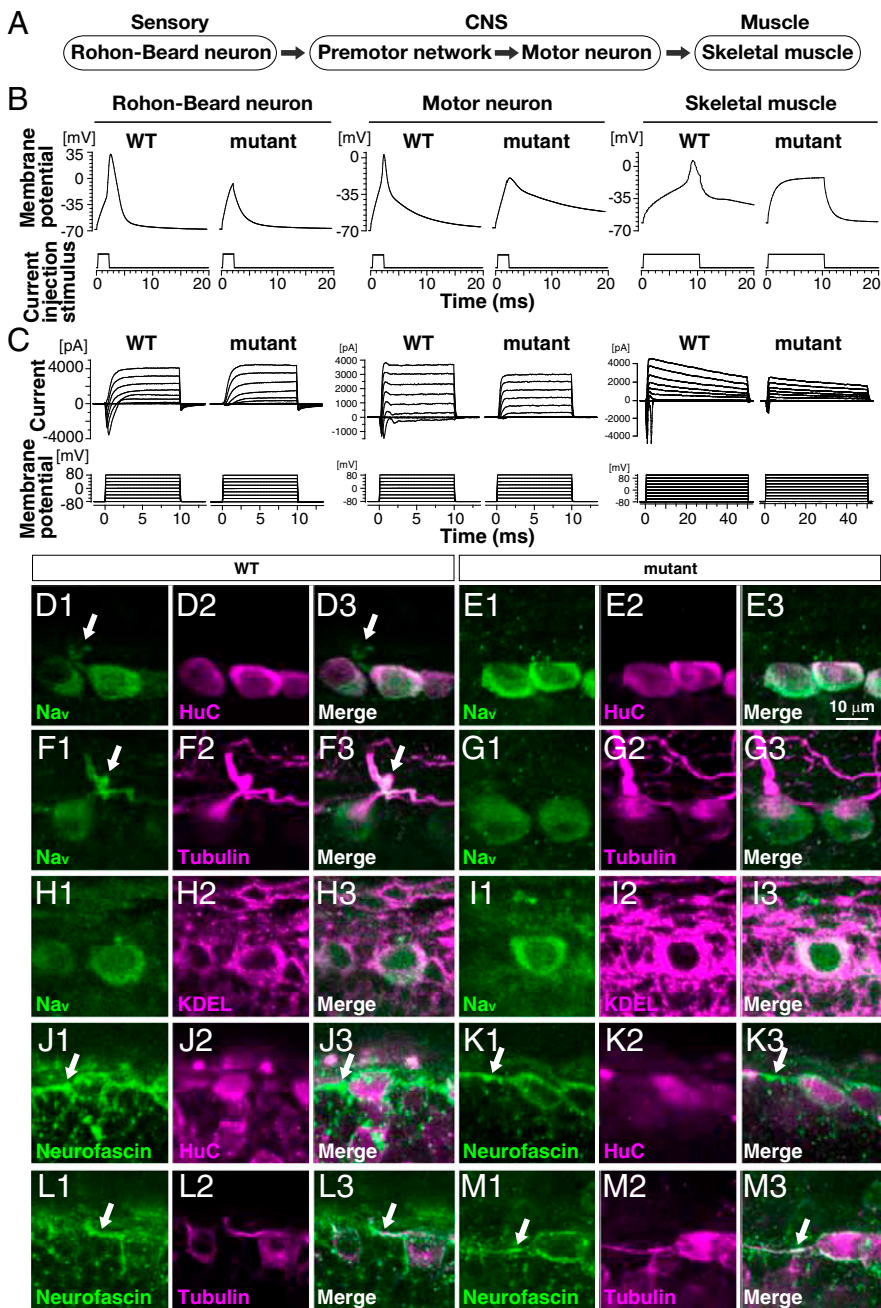 A
Sensory CNS Muscle
Rohon-Beard neuron Premotor network Motor neuron Skeletal muscle
B
Rohon-Beard neuron Motor neuron Skeletal muscle
[mV] WT mutant [mV] WT mutant [mV] WT mutant
Membrane potential
35 0 -35 -70
0 -35 -70
0 -35 -70
Current injection stimulus
0 10 20 0 10 20 0 10 20 0 10 20 0 10 20 0 10 20
Time (ms)
C
[pA] WT mutant [pA] WT mutant [pA] WT mutant
Current
4000 0 -4000
4000 3000 2000 1000 0 -1000
4000 2000 0 -2000 4000
Membrane potential
[mV] [mV] [mV]
80 0 -80
80 0 -80
80 0 -80
0 5 10 0 5 10 0 5 10 0 5 10 0 20 40 0 20 40
Time (ms)
WT mutant
D1 D2 D3 E1 E2 E3
Nav HuC Merge Nav HuC Merge
10 μm
F1 F2 F3 G1 G2 G3
Nav Tubulin Merge Nav Tubulin Merge
H1 H2 H3 I1 I2 I3
Nav KDEL Merge Nav KDEL Merge
J1 J2 J3 K1 K2 K3
Neurofascin HuC Merge Neurofascin HuC Merge
L1 L2 L3 M1 M2 M3
Neurofascin Tubulin Merge Neurofascin Tubulin Merge